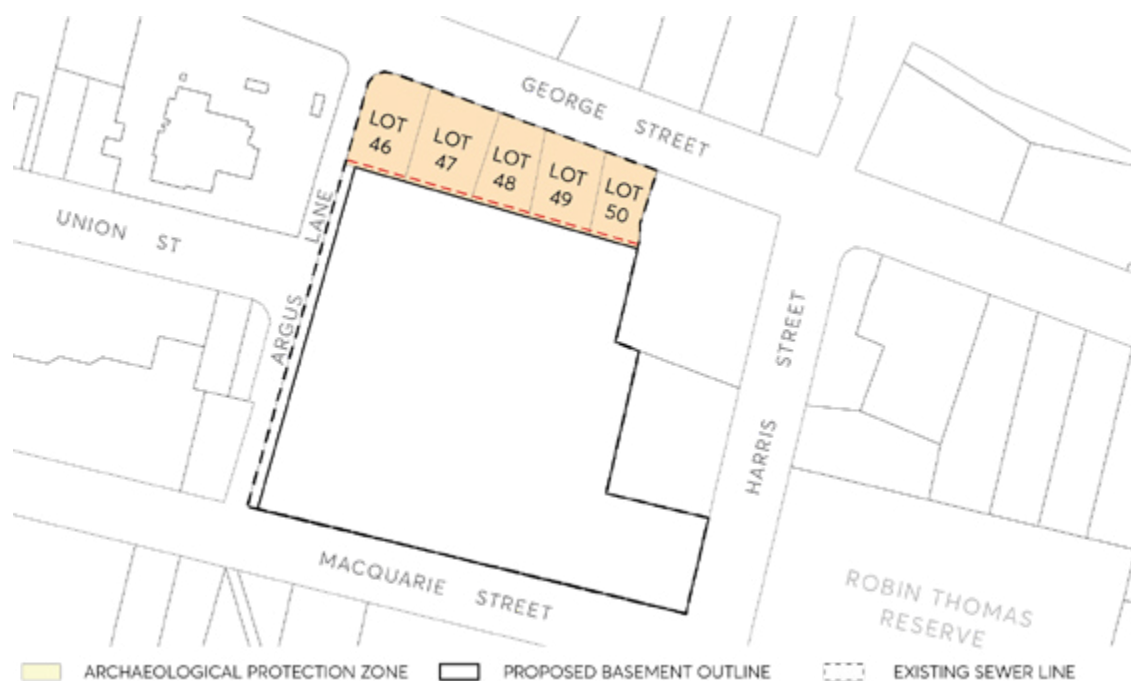 GEORGE STREET
LOT
46
LOT
47
LOT
48
LOT
49
LOT
50
UNION ST
ARGUS LANE
HARRIS STREET
MACQUARIE STREET
ROBIN THOMAS
RESERVE
ARCHAEOLOGICAL PROTECTION ZONE
PROPOSED BASEMENT OUTLINE
EXISTING SEWER LINE